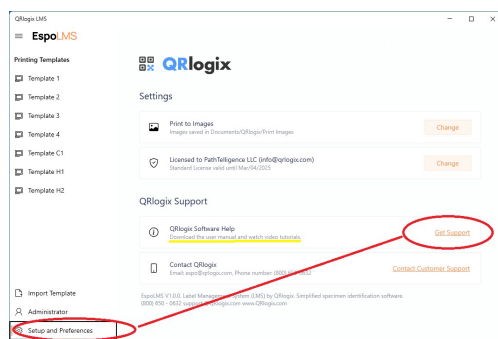 QRlogix LMS
EspoLMS
Printing Templates
Template 1
Template 2
Template 3
Template 4
Template C1
Template H1
Template H2
Import Template
Administrator
Setup and Preferences
QRlogix
Settings
Print to Images
Images saved in Documents/QRlogix/Print Images
Change
Licensed to PathTelligence LLC (info@qrlogix.com)
Standard License valid until Mar/04/2025
Change
QRlogix Support
QRlogix Software Help
Download the user manual and watch video tutorials.
Get Support
Contact QRlogix
Email: espo@qrlogix.com, Phone number: (800) 650 - 0632
Contact Customer Support
EspoLMS V1.0.0. Label Management System (LMS) by QRlogix. Simplified specimen identification software.
(800) 650 - 0632 support@QRlogix.com www.QRlogix.com